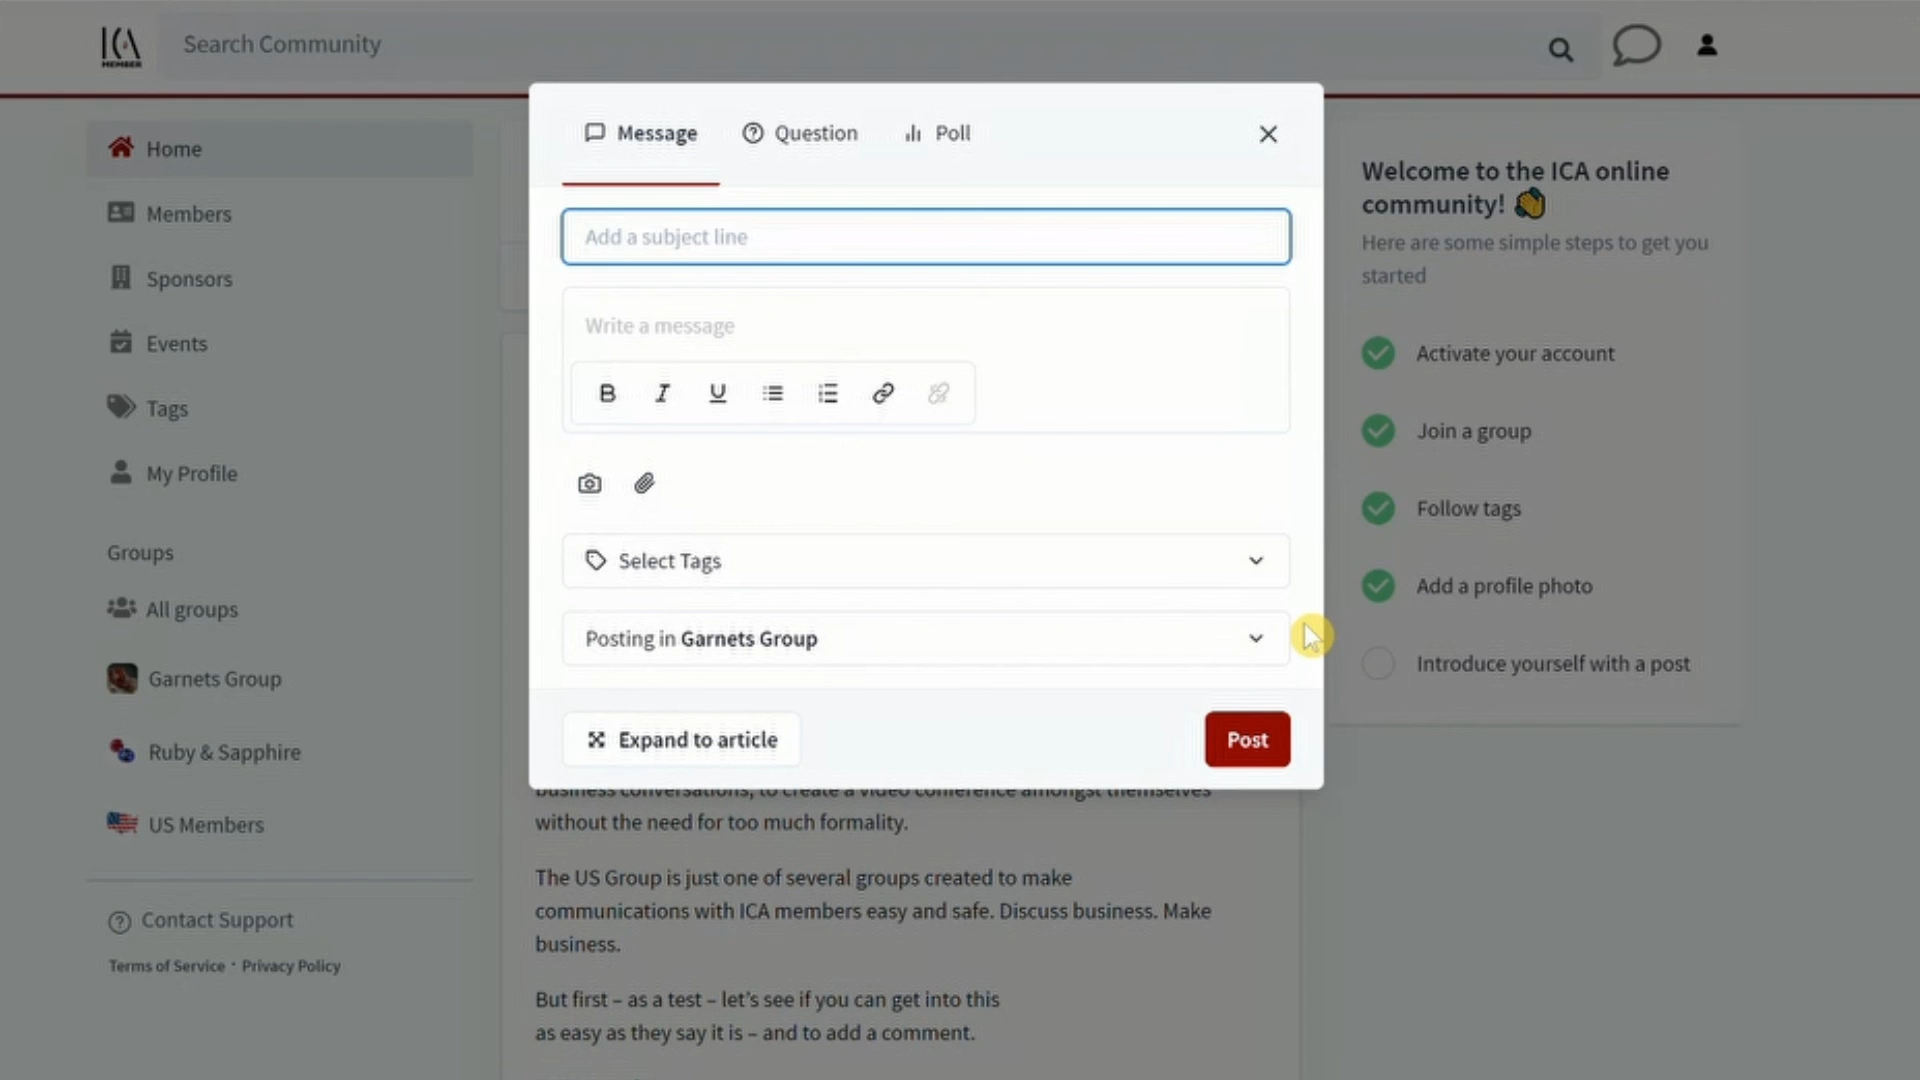 ICA
MEMBER
Search Community
Home
Members
Sponsors
Events
Tags
My Profile
Groups
All groups
Garnets Group
Ruby & Sapphire
US Members
Contact Support
Terms of Service · Privacy Policy
Message
Question
Poll
Add a subject line
Write a message
B I U
Select Tags
Posting in Garnets Group
Expand to article
Post
business conversations, to create a video conference amongst themselves
without the need for too much formality.
The US Group is just one of several groups created to make
communications with ICA members easy and safe. Discuss business. Make
business.
But first – as a test – let's see if you can get into this
as easy as they say it is – and to add a comment.
Welcome to the ICA online
community! 👏
Here are some simple steps to get you
started
Activate your account
Join a group
Follow tags
Add a profile photo
Introduce yourself with a post